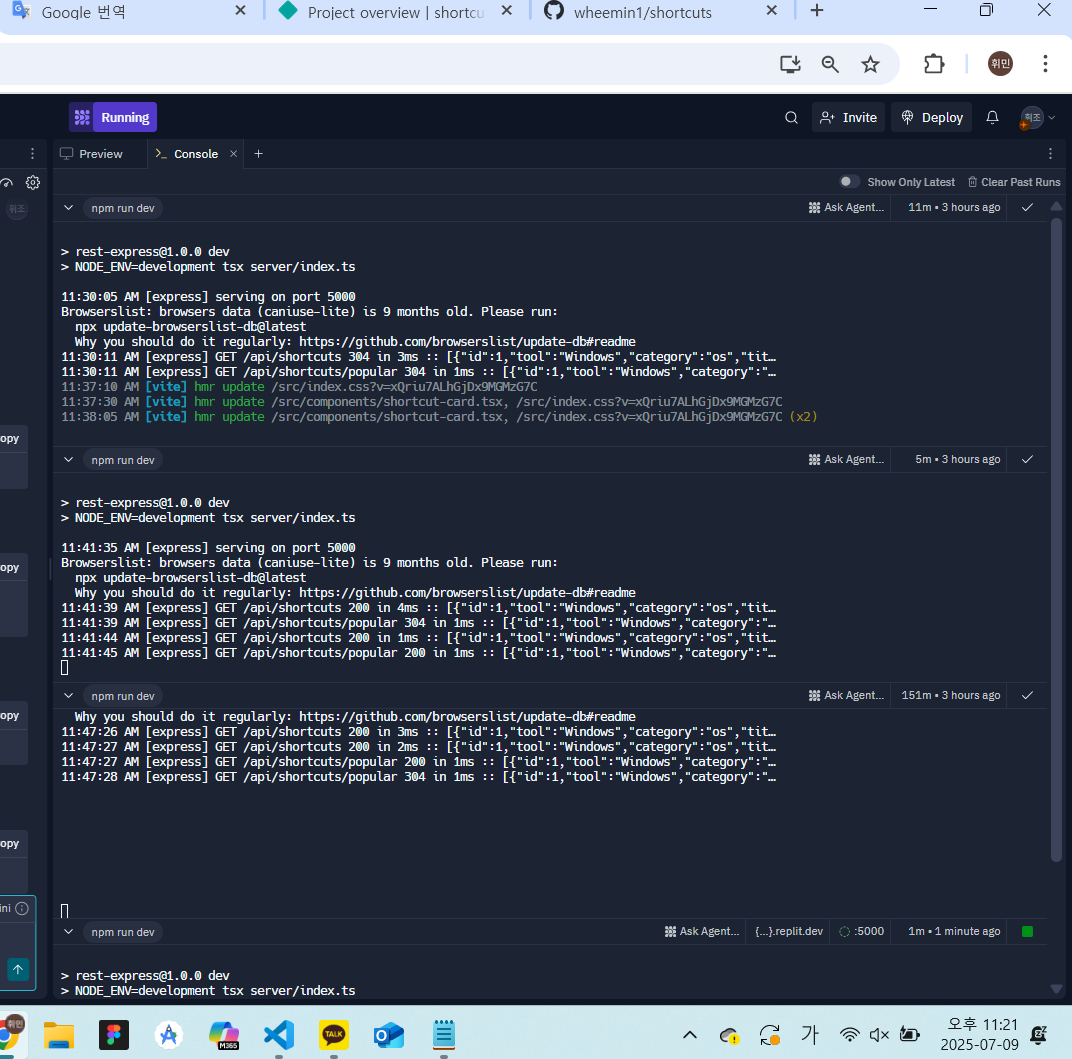 Google 번역
Project overview | shortcu
wheemin1/shortcuts
휘민
Running
Invite
Deploy
휘조
Preview
Console
Show Only Latest
Clear Past Runs
휘조
npm run dev
Ask Agent...
11m • 3 hours ago
> rest-express@1.0.0 dev
> NODE_ENV=development tsx server/index.ts
11:30:05 AM [express] serving on port 5000
Browserslist: browsers data (caniuse-lite) is 9 months old. Please run:
npx update-browserslist-db@latest
Why you should do it regularly: https://github.com/browserslist/update-db#readme
11:30:11 AM [express] GET /api/shortcuts 304 in 3ms :: [{"id":1,"tool":"Windows","category":"os","tit…
11:30:11 AM [express] GET /api/shortcuts/popular 304 in 1ms :: [{"id":1,"tool":"Windows","category":"…
11:37:10 AM [vite] hmr update /src/index.css?v=xQriu7ALhGjDx9MGMzG7C
11:37:30 AM [vite] hmr update /src/components/shortcut-card.tsx, /src/index.css?v=xQriu7ALhGjDx9MGMzG7C
11:38:05 AM [vite] hmr update /src/components/shortcut-card.tsx, /src/index.css?v=xQriu7ALhGjDx9MGMzG7C (x2)
opy
npm run dev
Ask Agent...
5m • 3 hours ago
> rest-express@1.0.0 dev
> NODE_ENV=development tsx server/index.ts
11:41:35 AM [express] serving on port 5000
Browserslist: browsers data (caniuse-lite) is 9 months old. Please run:
opy
npx update-browserslist-db@latest
Why you should do it regularly: https://github.com/browserslist/update-db#readme
11:41:39 AM [express] GET /api/shortcuts 200 in 4ms :: [{"id":1,"tool":"Windows","category":"os","tit…
11:41:39 AM [express] GET /api/shortcuts/popular 304 in 1ms :: [{"id":1,"tool":"Windows","category":"…
11:41:44 AM [express] GET /api/shortcuts 200 in 1ms :: [{"id":1,"tool":"Windows","category":"os","tit…
11:41:45 AM [express] GET /api/shortcuts/popular 200 in 1ms :: [{"id":1,"tool":"Windows","category":"…
npm run dev
Ask Agent...
151m • 3 hours ago
opy
Why you should do it regularly: https://github.com/browserslist/update-db#readme
11:47:26 AM [express] GET /api/shortcuts 200 in 3ms :: [{"id":1,"tool":"Windows","category":"os","tit…
11:47:27 AM [express] GET /api/shortcuts 200 in 2ms :: [{"id":1,"tool":"Windows","category":"os","tit…
11:47:27 AM [express] GET /api/shortcuts/popular 200 in 1ms :: [{"id":1,"tool":"Windows","category":"…
11:47:28 AM [express] GET /api/shortcuts/popular 304 in 1ms :: [{"id":1,"tool":"Windows","category":"…
opy
ini
npm run dev
Ask Agent...
{...}.replit.dev
:5000
1m • 1 minute ago
> rest-express@1.0.0 dev
> NODE_ENV=development tsx server/index.ts
휘민
M365
TALK
가
오후 11:21
2025-07-09